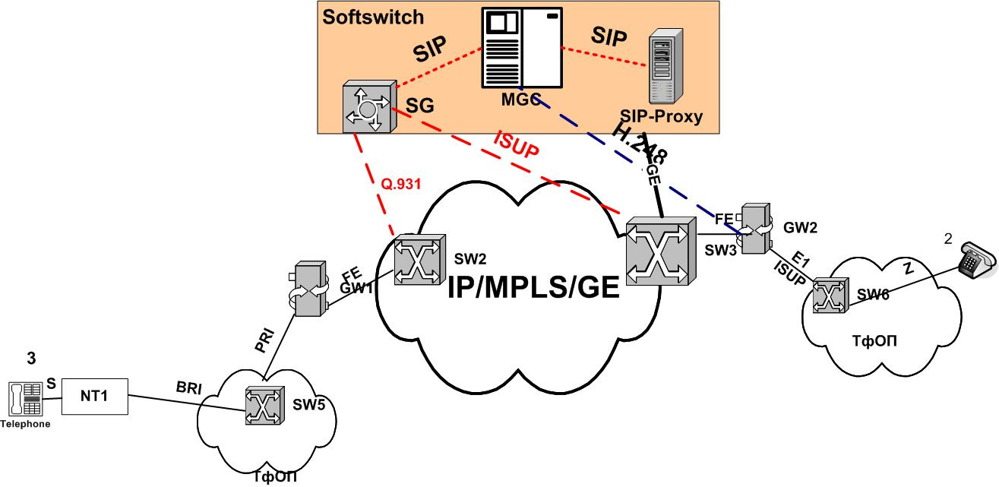 Softswitch
SIP
SIP
MGC
SG
SIP-Proxy
ISUP
H.248
GE
Q.931
FE
GW2
SW3
2
E1
ISUP
SW2
IP/MPLS/GE
FE
GW1
Z
SW6
ТфОП
PRI
3
S
NT1
BRI
SW5
Telephone
ТфОП